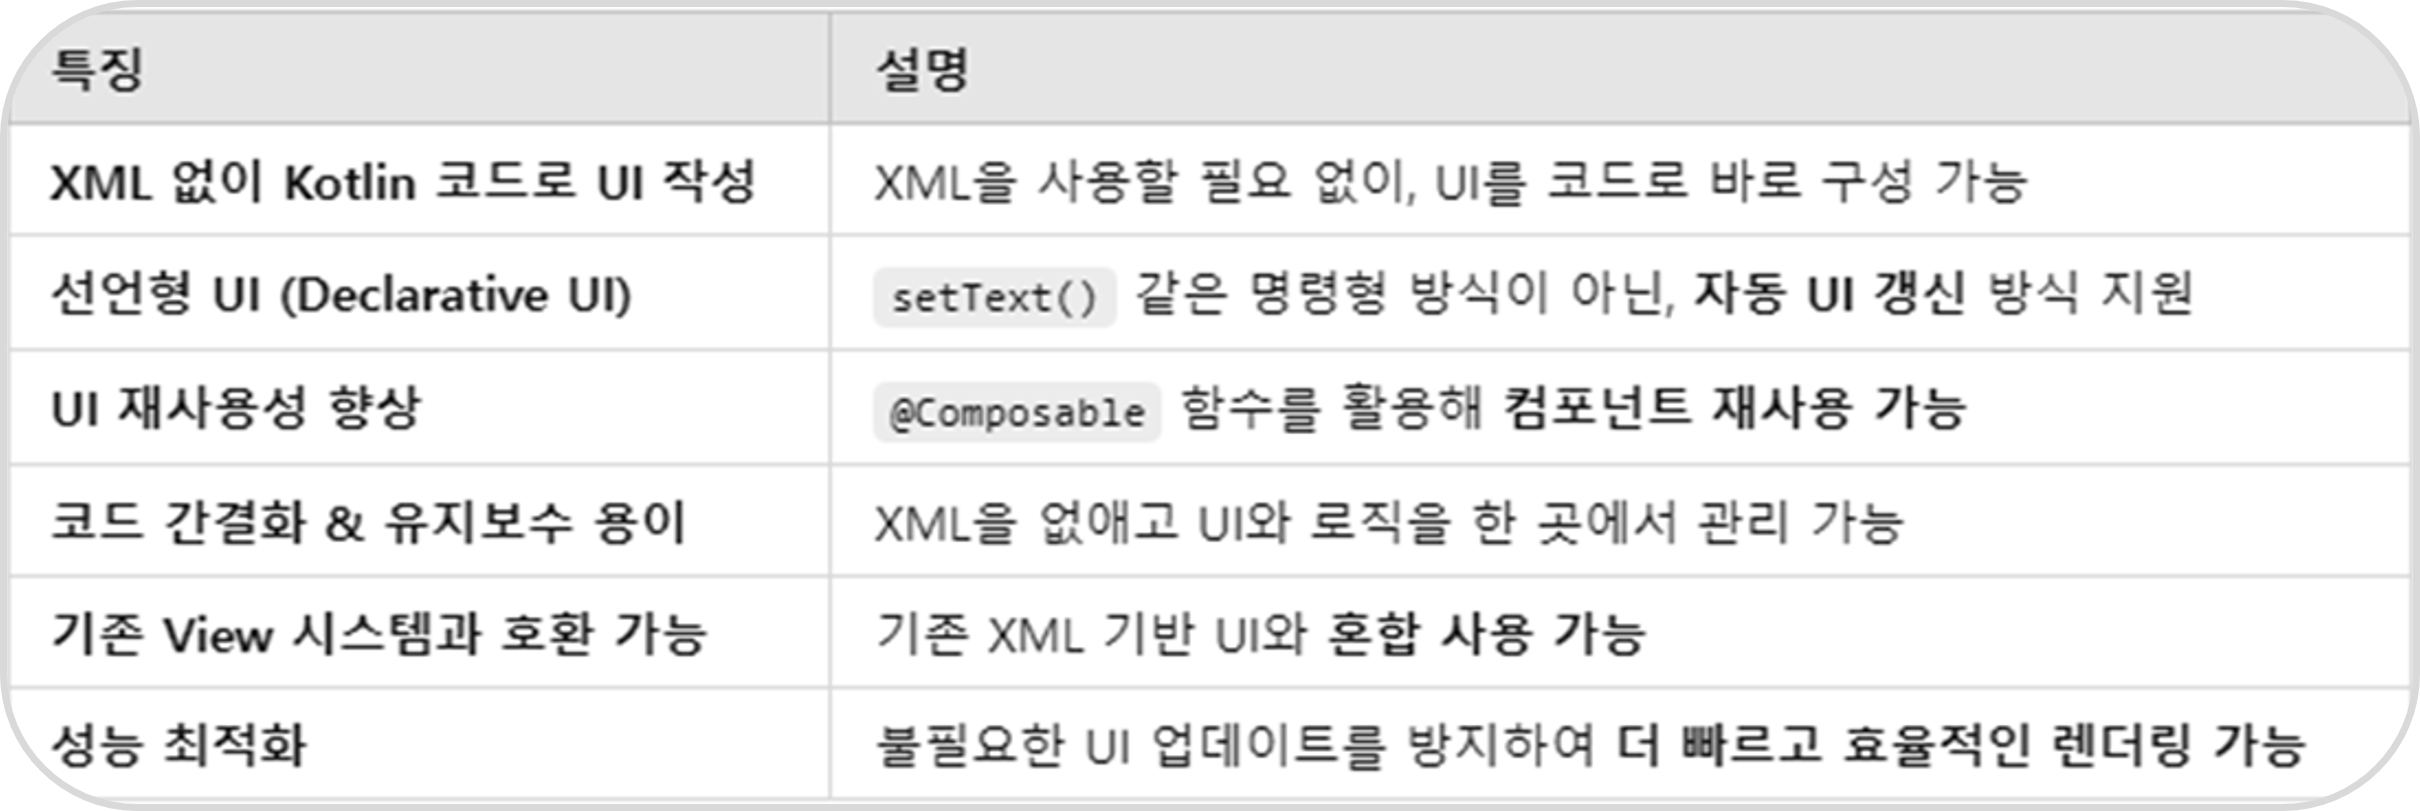 특징 설명
XML 없이 Kotlin 코드로 UI 작성 XML을 사용할 필요 없이, UI를 코드로 바로 구성 가능
선언형 UI (Declarative UI) setText() 같은 명령형 방식이 아닌, 자동 UI 갱신 방식 지원
UI 재사용성 향상 @Composable 함수를 활용해 컴포넌트 재사용 가능
코드 간결화 & 유지보수 용이 XML을 없애고 UI와 로직을 한 곳에서 관리 가능
기존 View 시스템과 호환 가능 기존 XML 기반 UI와 혼합 사용 가능
성능 최적화 불필요한 UI 업데이트를 방지하여 더 빠르고 효율적인 렌더링 가능